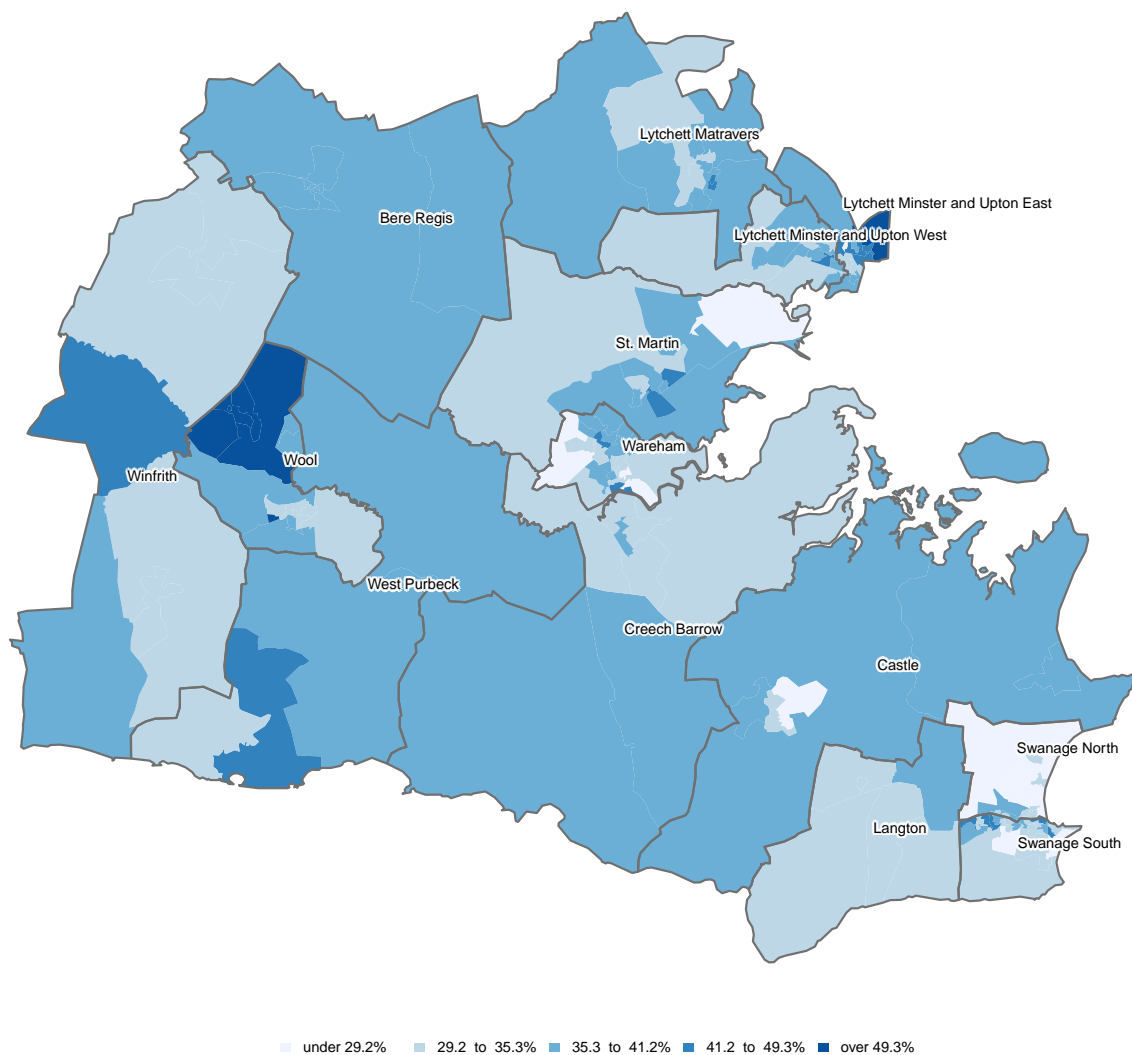 Lytchett Matravers
Lytchett Minster and Upton East
Bere Regis
Lytchett Minster and Upton West
St. Martin
Wareham
Wool
Winfrith
West Purbeck
Creech Barrow
Castle
Swanage North
Langton
Swanage South
under 29.2% 29.2 to 35.3% 35.3 to 41.2% 41.2 to 49.3% over 49.3%